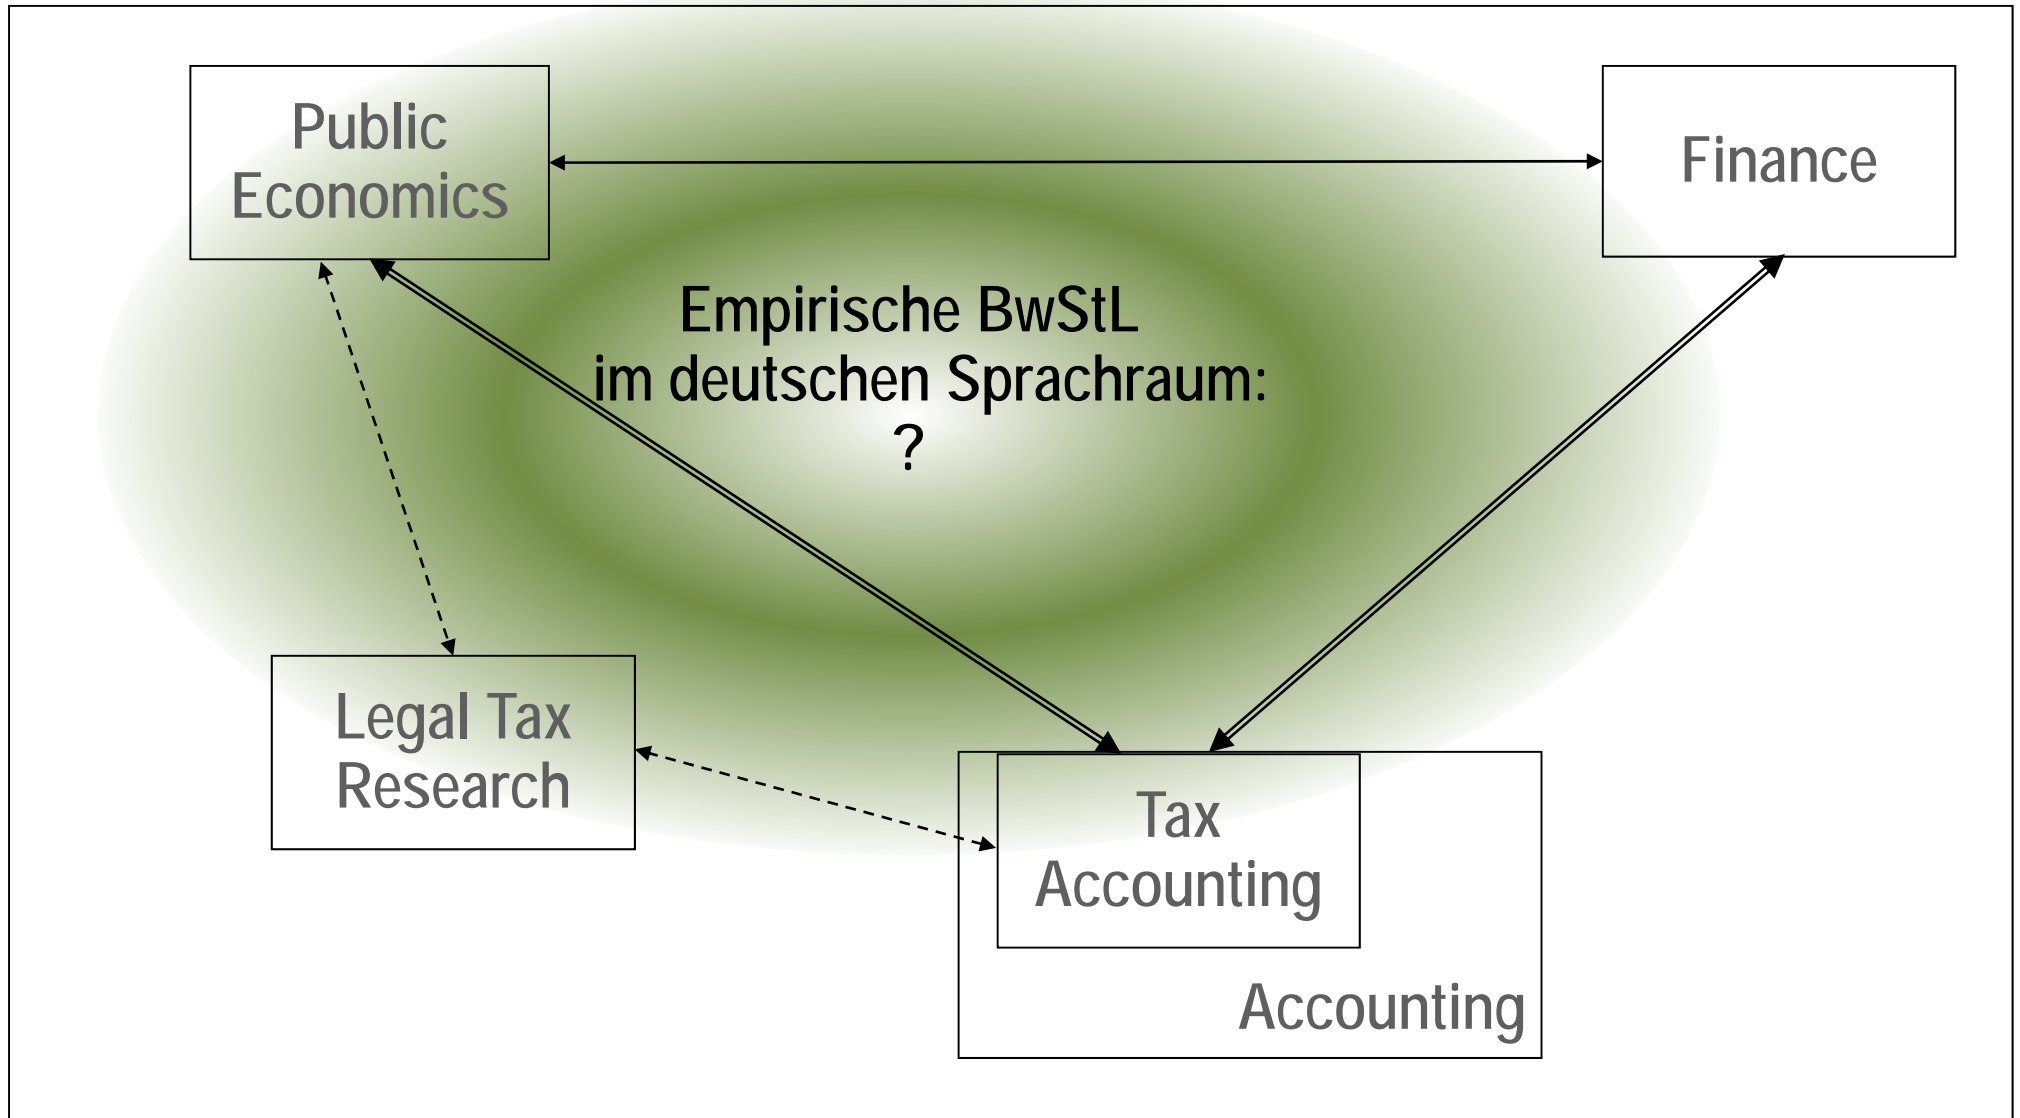 Public
Economics
Finance
Empirische BwStL
im deutschen Sprachraum:
?
Legal Tax
Research
Tax
Accounting
Accounting